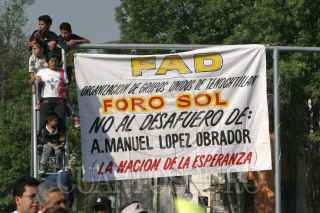 FAD
ORGANIZACION DE GRUPOS UNIDOS DE TENOCHTITLAN
FORO SOL
NO AL DESAFUERO DE:
A. MANUEL LOPEZ OBRADOR
(LA NACION DE LA ESPERANZA)
CUARTOSCURO